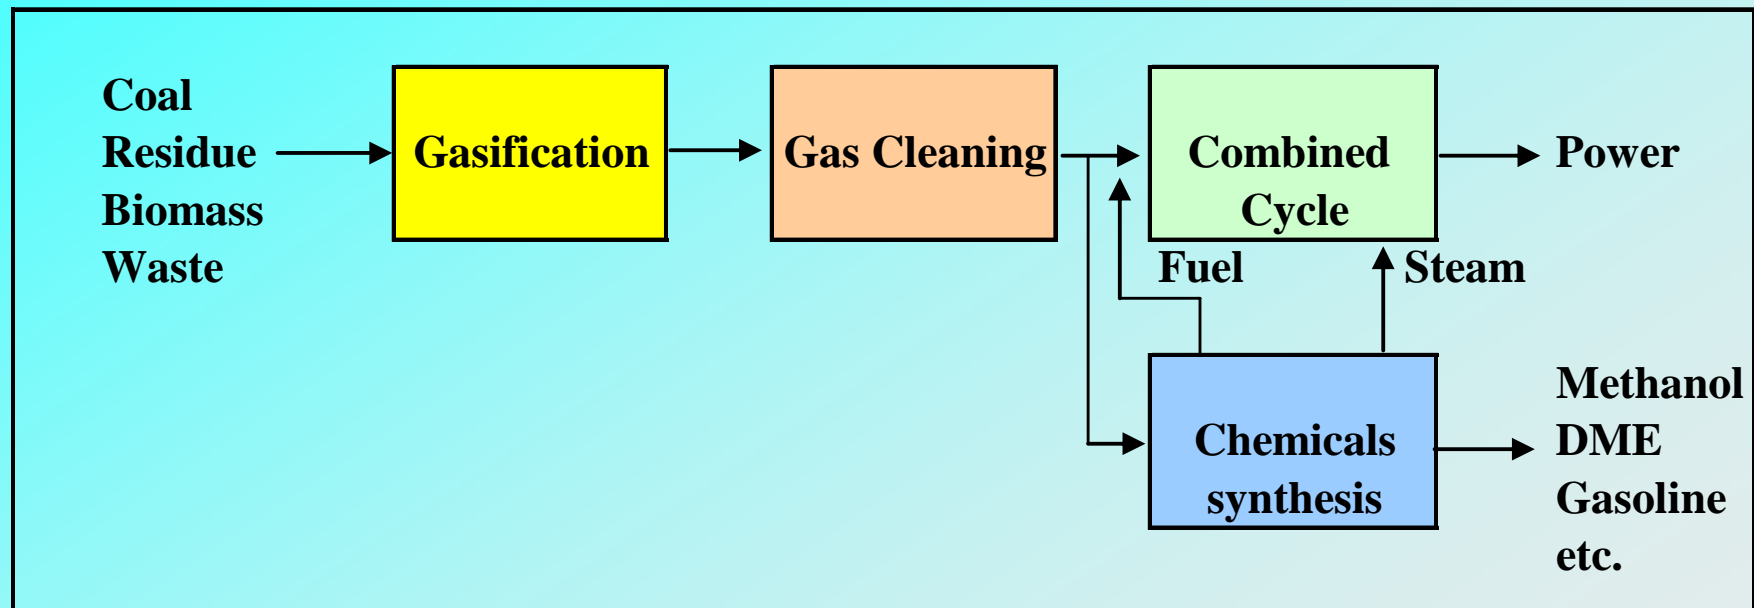 Coal
Residue
Biomass
Waste
Gasification
Gas Cleaning
Combined
Cycle
Power
Fuel
Steam
Chemicals
synthesis
Methanol
DME
Gasoline
etc.